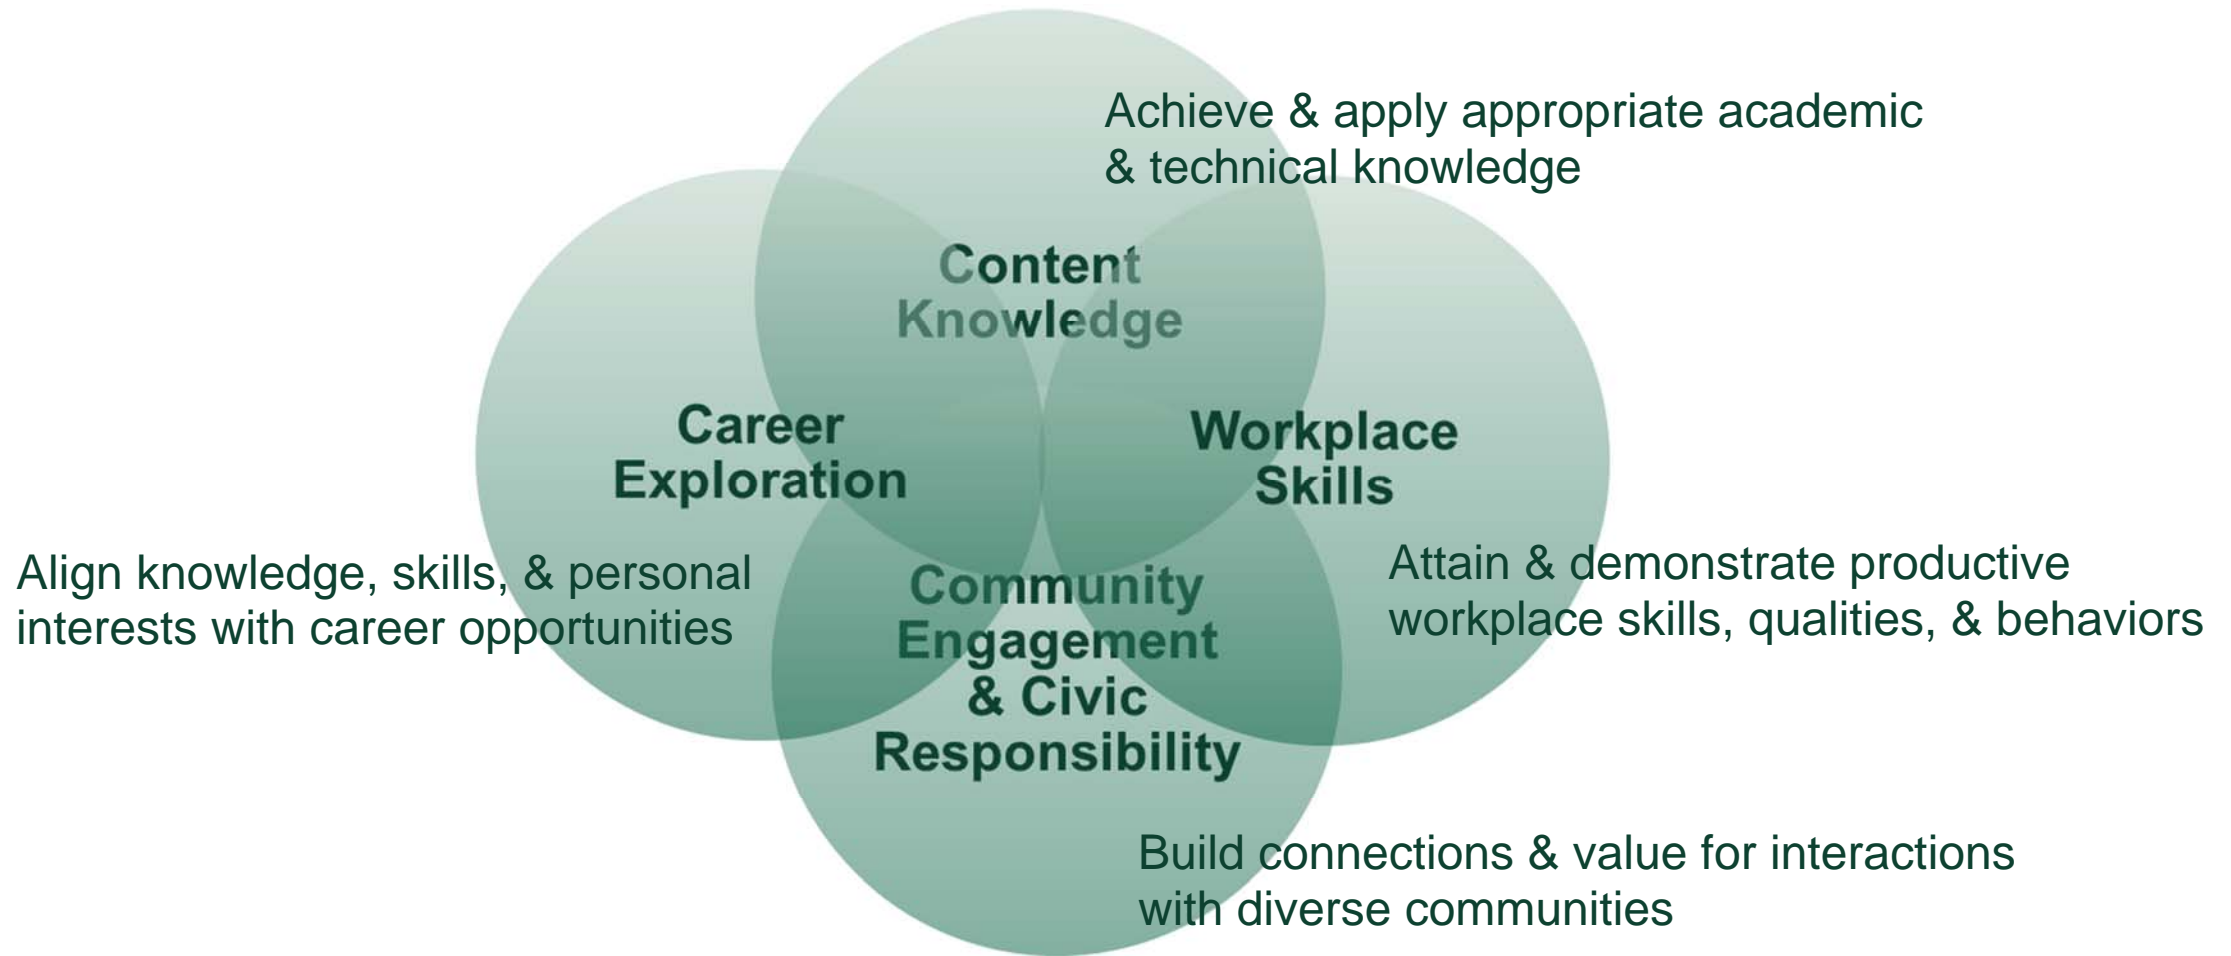 Achieve & apply appropriate academic
& technical knowledge
Content
Knowledge
Career
Exploration
Workplace
Skills
Align knowledge, skills, & personal
interests with career opportunities
Attain & demonstrate productive
workplace skills, qualities, & behaviors
Community
Engagement
& Civic
Responsibility
Build connections & value for interactions
with diverse communities